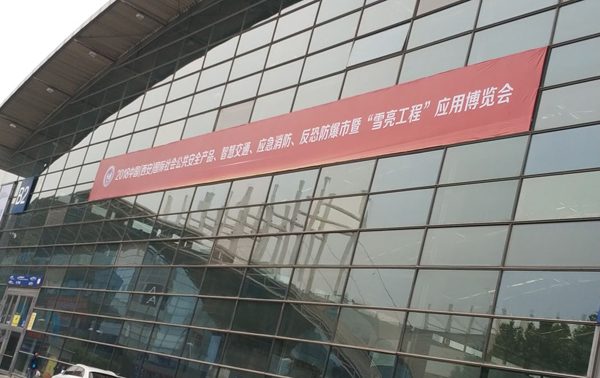 2018中国(西安)国际社会公共安全产品、智慧交通、应急消防、反恐防爆市暨“雪亮工程”应用博览会
B2
A